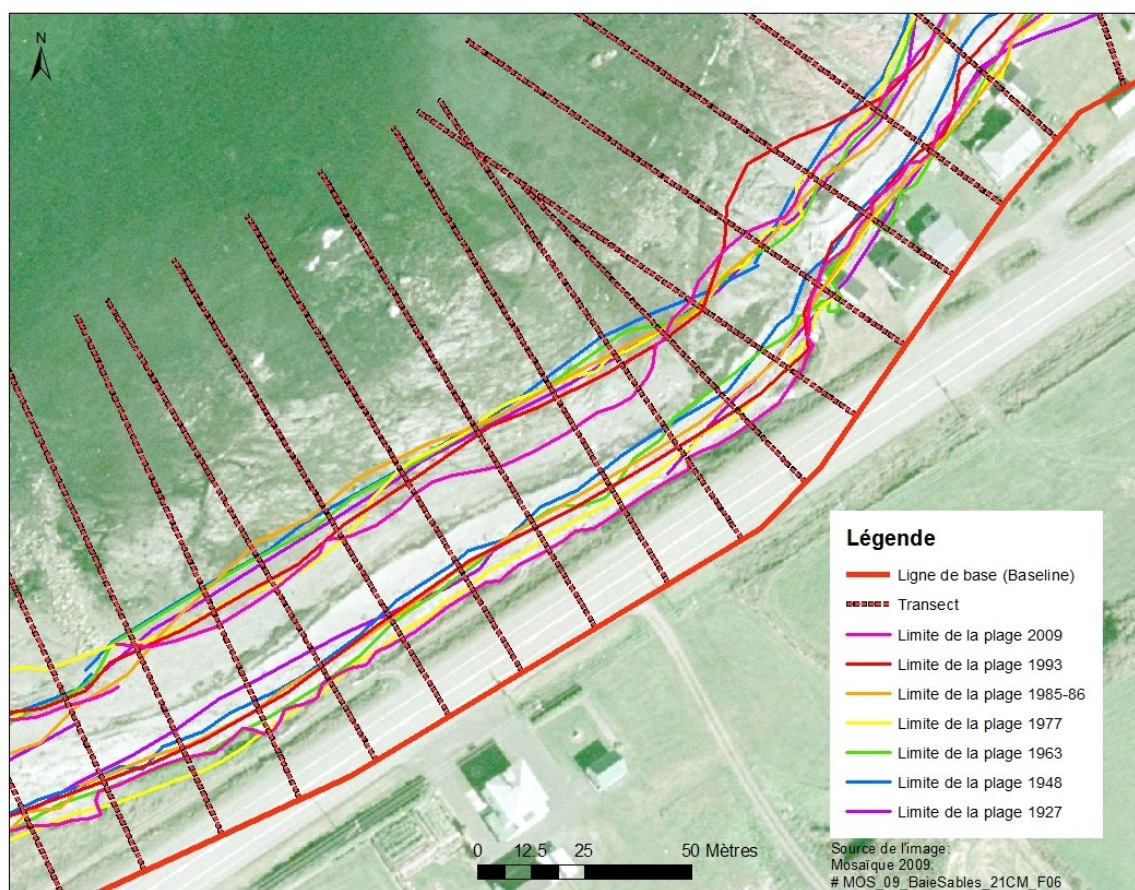 N
Légende
Ligne de base (Baseline)
Transect
Limite de la plage 2009
Limite de la plage 1993
Limite de la plage 1985-86
Limite de la plage 1977
Limite de la plage 1963
Limite de la plage 1948
Limite de la plage 1927
0 12.5 25 50 Mètres
Source de l'image:
Mosaïque 2009:
# MOS_09_BaieSables_21CM_F06